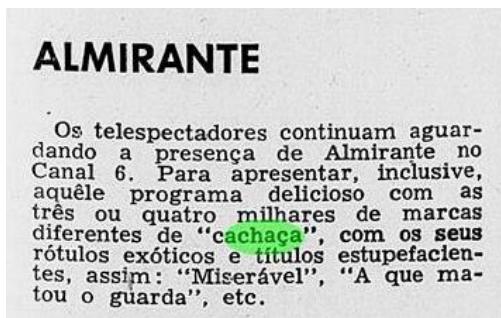 ALMIRANTE
Os telespectadores continuam aguar-
dando a presença de Almirante no
Canal 6. Para apresentar, inclusive,
aquêle programa delicioso com as
três ou quatro milhares de marcas
diferentes de "cachaça", com os seus
rótulos exóticos e títulos estupefacien-
tes, assim: "Miserável", "A que ma-
tou o guarda", etc.